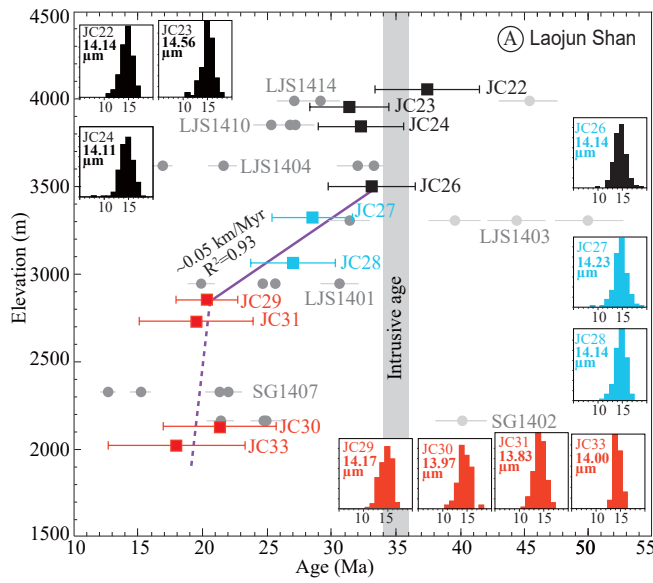 A Laojun Shan
JC22
14.14
µm
10 15
JC23
14.56
µm
10 15
JC24
14.11
µm
10 15
JC26
14.14
µm
10 15
JC27
14.23
µm
10 15
JC28
14.14
µm
10 15
JC29
14.17
µm
10 15
JC30
13.97
µm
10 15
JC31
13.83
µm
10 15
JC33
14.00
µm
10 15
LJS1414
JC22
JC23
LJS1410
JC24
LJS1404
JC26
JC27
LJS1403
~0.05 km/Myr
R²=0.93
JC28
LJS1401
JC29
JC31
SG1407
SG1402
JC30
JC33
Intrusive age
Elevation (m)
4500
4000
3500
3000
2500
2000
1500
10 15 20 25 30 35 40 45 50 55
Age (Ma)